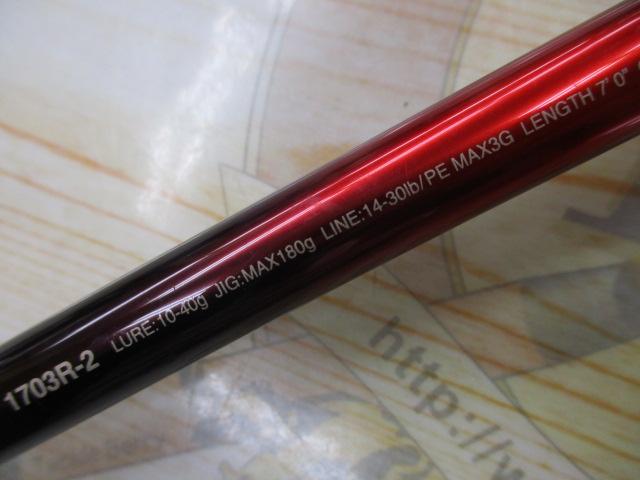 1703R-2 LURE:10-40g JIG:MAX180g LINE:14-30lb/PE MAX3G LENGTH 7'0"
http://w